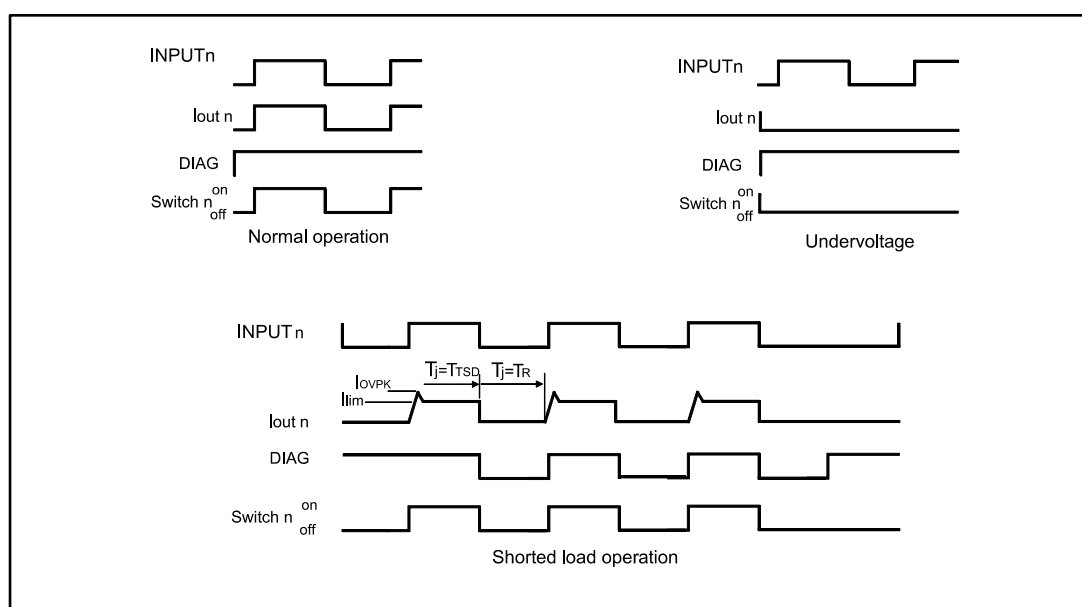 INPUTn
Iout n
DIAG
Switch n on off
Normal operation
INPUTn
Iout n
DIAG
Switch n on off
Undervoltage
INPUTn
Tj=TTSD Tj=TR
IOVPK
Ilim
Iout n
DIAG
Switch n on off
Shorted load operation